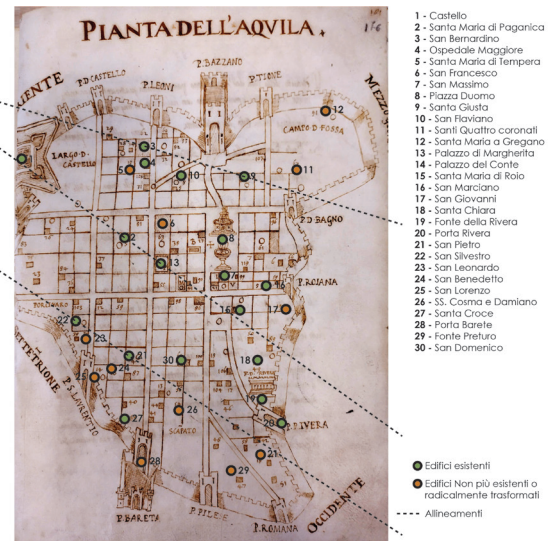 PIANTA DELL'AQVILA
176
P.D CASTELLO
P. LEONI
P. BAZZANO
P. TIONE
CAMPO D FOSSA
LARGO D CASTELLO
P.D BAGNO
P. ROIANA
P. RIVERA
P. S. LAVRENTIO
P. BARETA
P. ROMANA
OCCIDENTE
1 - Castello
2 - Santa Maria di Paganica
3 - San Bernardino
4 - Ospedale Maggiore
5 - Santa Maria di Tempera
6 - San Francesco
7 - San Massimo
8 - Piazza Duomo
9 - Santa Giusta
10 - San Flaviano
11 - Santi Quattro coronati
12 - Santa Maria a Gregano
13 - Palazzo di Margherita
14 - Palazzo del Conte
15 - Santa Maria di Roio
16 - San Marciano
17 - San Giovanni
18 - Santa Chiara
19 - Fonte della Rivera
20 - Porta Rivera
21 - San Pietro
22 - San Silvestro
23 - San Leonardo
24 - San Benedetto
25 - San Lorenzo
26 - SS. Cosma e Damiano
27 - Santa Croce
28 - Porta Barete
29 - Fonte Preturo
30 - San Domenico
Edifici esistenti
Edifici Non più esistenti o
radicalmente trasformati
Allineamenti